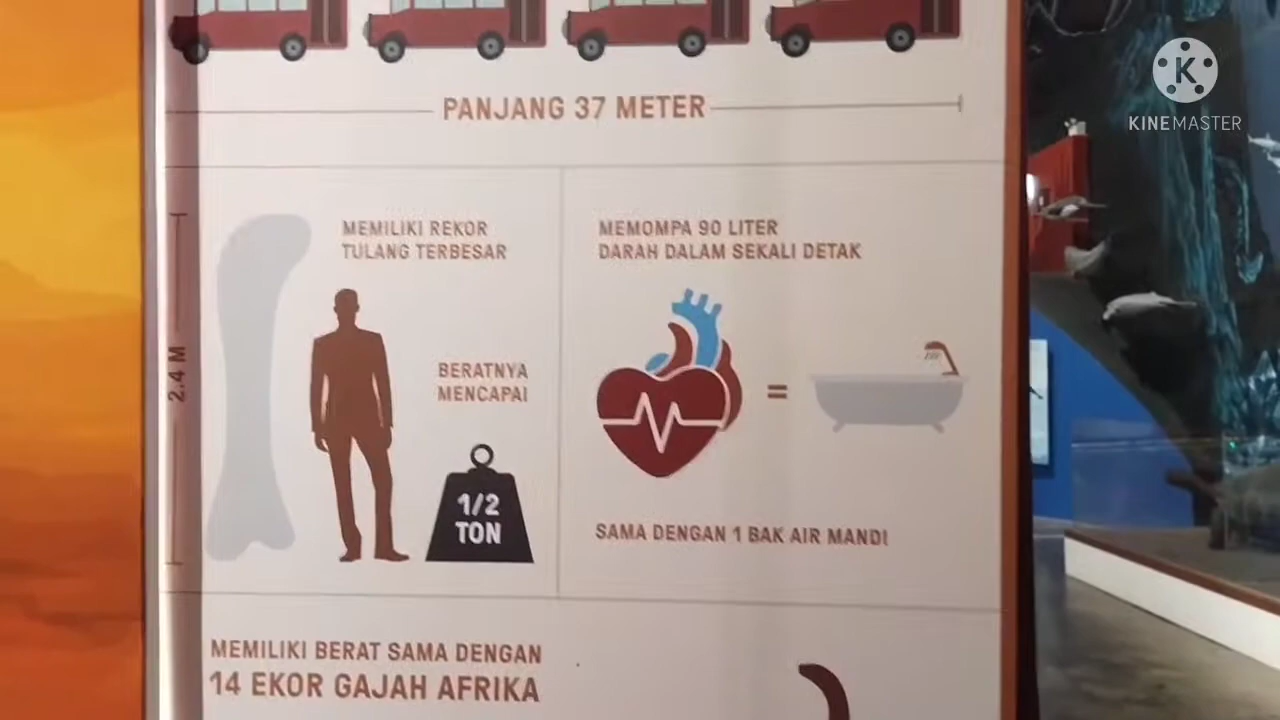 PANJANG 37 METER
MEMILIKI REKOR
TULANG TERBESAR
2.4 M
BERATNYA
MENCAPAI
1/2
TON
MEMOMPA 90 LITER
DARAH DALAM SEKALI DETAK
=
SAMA DENGAN 1 BAK AIR MANDI
MEMILIKI BERAT SAMA DENGAN
14 EKOR GAJAH AFRIKA
K
KINEMASTER